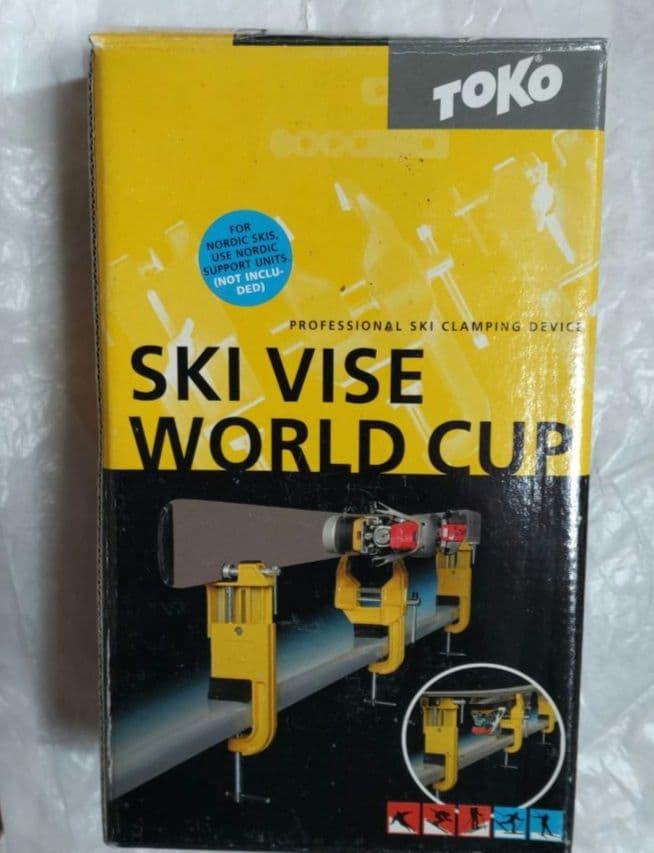 TOKO
FOR
NORDIC SKIS,
USE NORDIC
SUPPORT UNITS.
(NOT INCLU-
DED)
PROFESSIONAL SKI CLAMPING DEVICE
SKI VISE
WORLD CUP